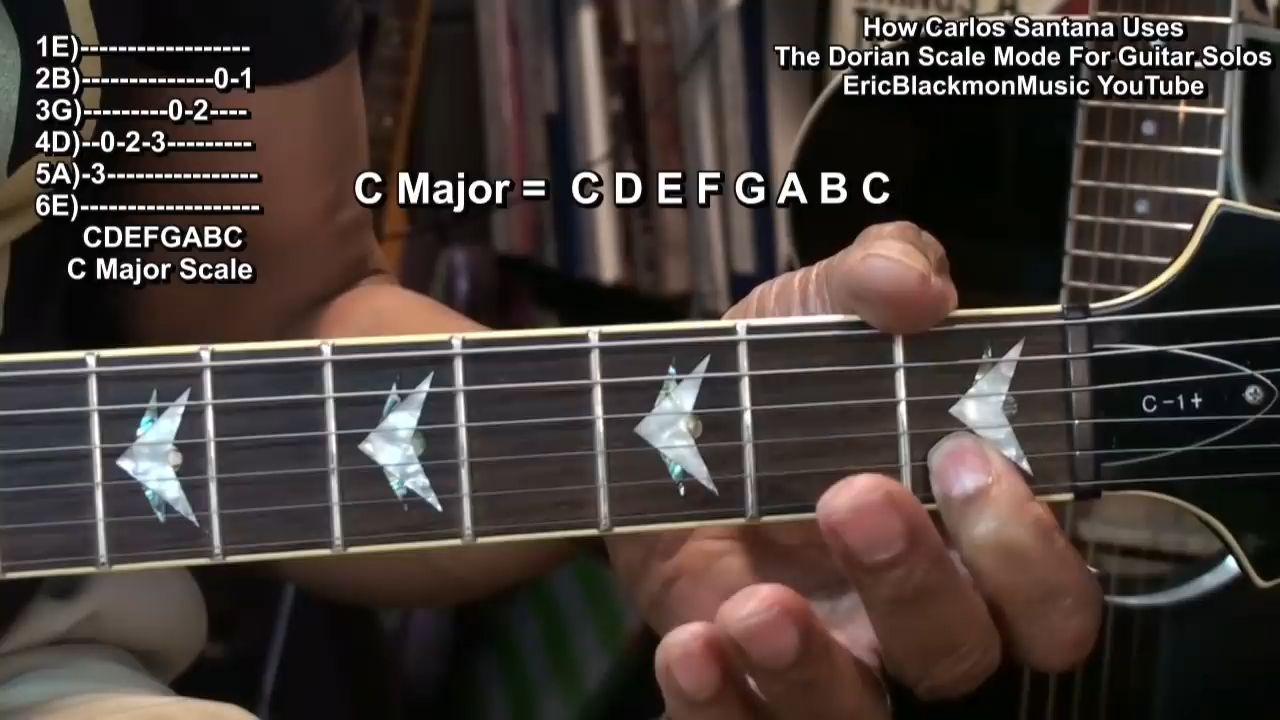 1E)------------------
2B)--------------0-1
3G)---------0-2----
4D)--0-2-3---------
5A)-3----------------
6E)-------------------
CDEFGABC
C Major Scale
How Carlos Santana Uses
The Dorian Scale Mode For Guitar Solos
EricBlackmonMusic YouTube
C Major = C D E F G A B C
C-1+